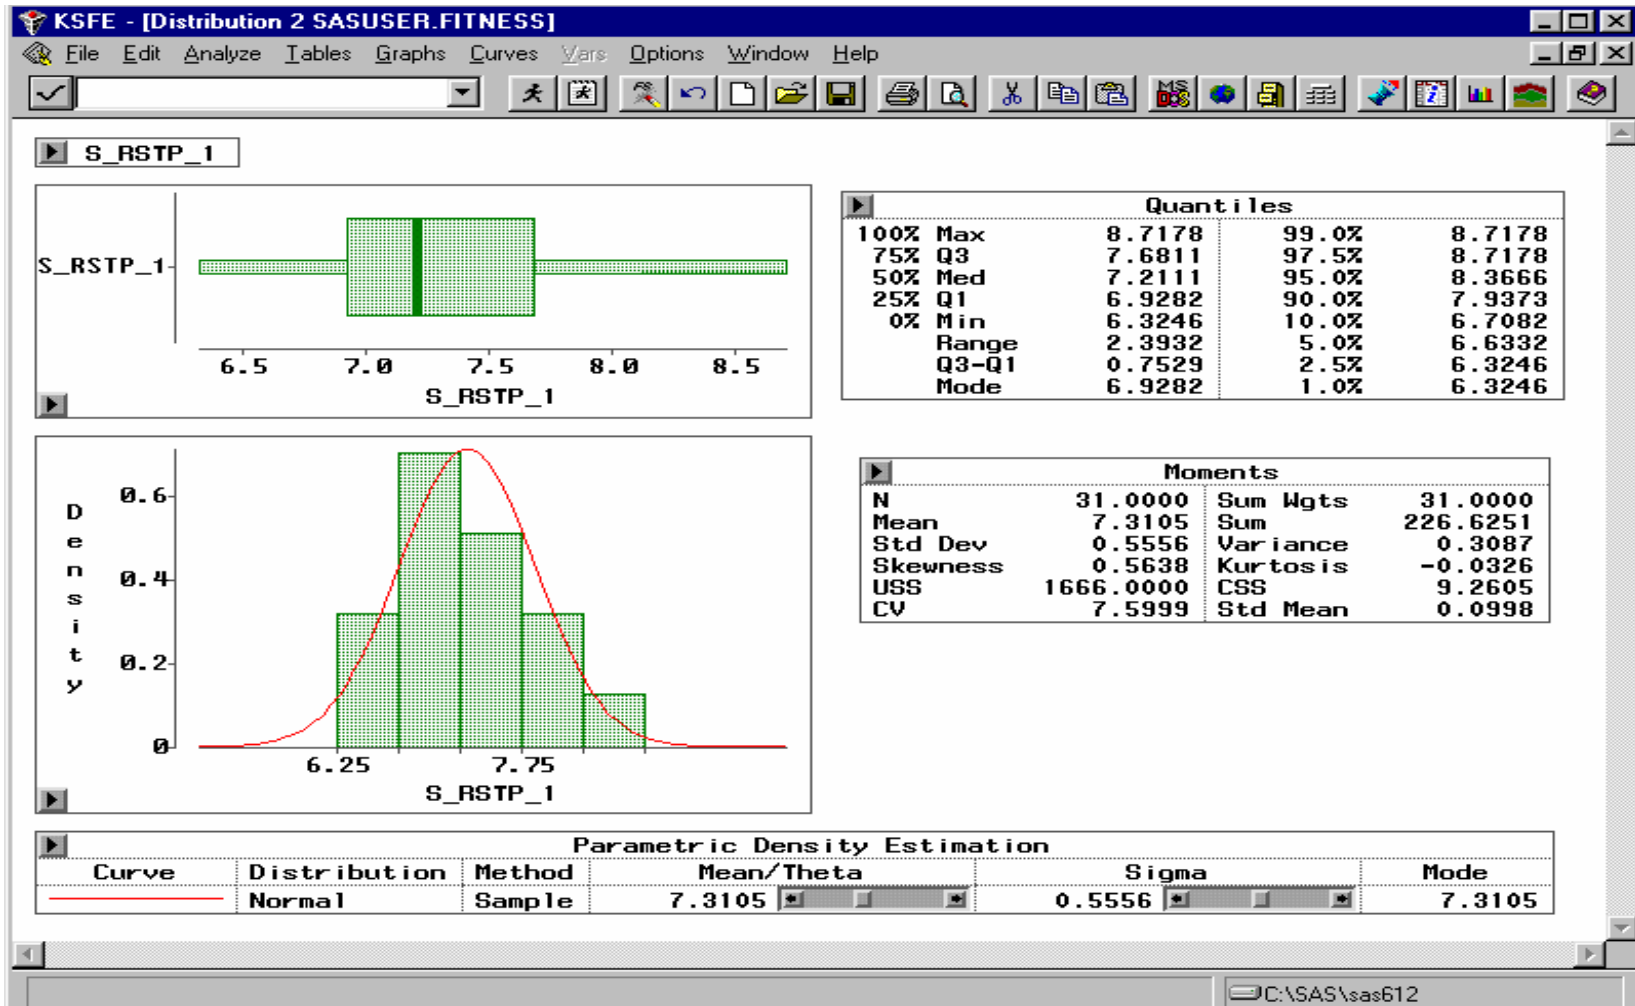 KSFE - [Distribution 2 SASUSER.FITNESS]
File Edit Analyze Tables Graphs Curves Vars Options Window Help
S_RSTP_1
S_RSTP_1
6.5 7.0 7.5 8.0 8.5
S_RSTP_1
Quantiles
100% Max 8.7178 99.0% 8.7178
75% Q3 7.6811 97.5% 8.7178
50% Med 7.2111 95.0% 8.3666
25% Q1 6.9282 90.0% 7.9373
0% Min 6.3246 10.0% 6.7082
Range 2.3932 5.0% 6.6332
Q3-Q1 0.7529 2.5% 6.3246
Mode 6.9282 1.0% 6.3246
Density
0.6
0.4
0.2
0
6.25 7.75
S_RSTP_1
Moments
N 31.0000 Sum Wgts 31.0000
Mean 7.3105 Sum 226.6251
Std Dev 0.5556 Variance 0.3087
Skewness 0.5638 Kurtosis -0.0326
USS 1666.0000 CSS 9.2605
CV 7.5999 Std Mean 0.0998
Parametric Density Estimation
Curve Distribution Method Mean/Theta Sigma Mode
Normal Sample 7.3105 0.5556 7.3105
C:\SAS\sas612